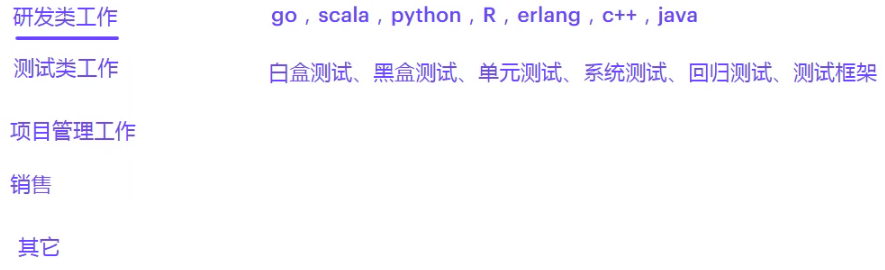 研发类工作 go，scala，python，R，erlang，c++，java
测试类工作 白盒测试、黑盒测试、单元测试、系统测试、回归测试、测试框架
项目管理工作
销售
其它